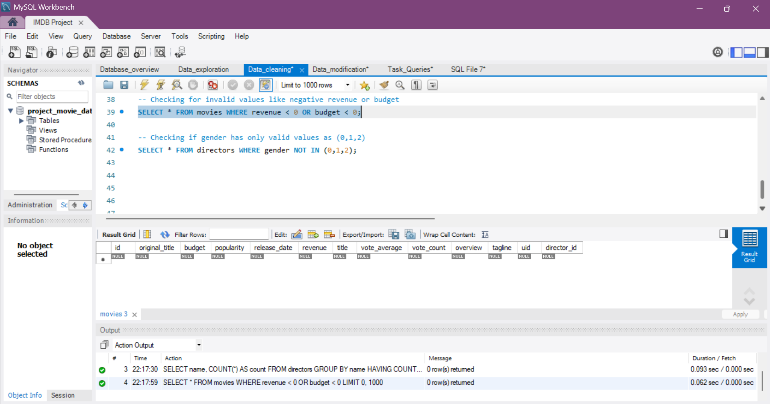 MySQL Workbench
IMDB Project ×
File Edit View Query Database Server Tools Scripting Help
Navigator
SCHEMAS
Filter objects
project_movie_dat
Tables
Views
Stored Procedure
Functions
Administration Sc
Information
No object
selected
Object Info Session
Database_overview Data_exploration Data_cleaning* × Data_modification* Task_Queries* SQL File 7*
Limit to 1000 rows
38 -- Checking for invalid values like negative revenue or budget
39 SELECT * FROM movies WHERE revenue < 0 OR budget < 0;
40
41 -- Checking if gender has only valid values as (0,1,2)
42 SELECT * FROM directors WHERE gender NOT IN (0,1,2);
43
44
45
46
47
Result Grid Filter Rows: Edit: Export/Import: Wrap Cell Content:
id original_title budget popularity release_date revenue title vote_average vote_count overview tagline uid director_id
NULL NULL NULL NULL NULL NULL NULL NULL NULL NULL NULL NULL NULL
Result
Grid
movies 3 ×
Apply
Output
Action Output
# Time Action Message Duration / Fetch
3 22:17:30 SELECT name, COUNT(*) AS count FROM directors GROUP BY name HAVING COUNT... 0 row(s) returned 0.093 sec / 0.000 sec
4 22:17:59 SELECT * FROM movies WHERE revenue < 0 OR budget < 0 LIMIT 0, 1000 0 row(s) returned 0.062 sec / 0.000 sec